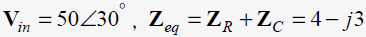 V_in = 50∠30°, Z_eq = Z_R + Z_C = 4 − j3